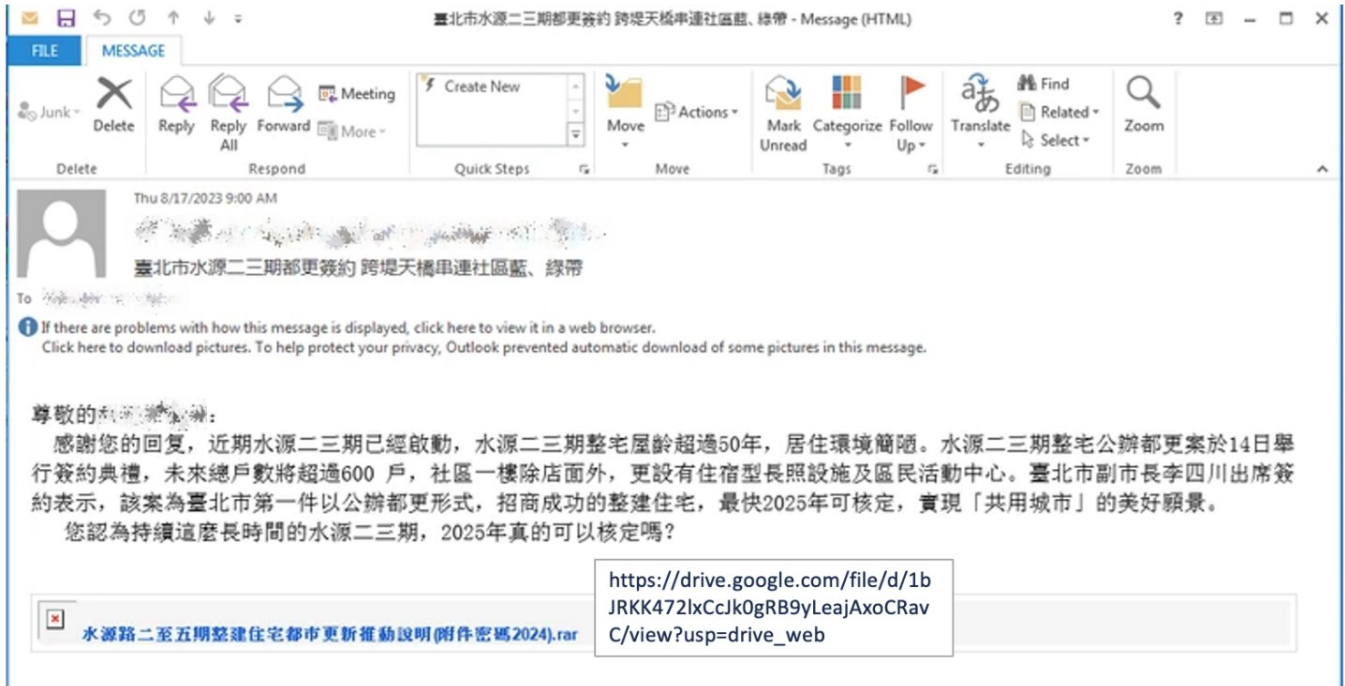 臺北市水源二三期都更簽約 跨堤天橋串連社區藍、綠帶 - Message (HTML)
FILE MESSAGE
Junk
Delete
Reply
Reply All
Forward
Meeting
More
Create New
Move
Actions
Mark Unread
Categorize
Follow Up
Translate
Find
Related
Select
Zoom
Delete Respond Quick Steps Move Tags Editing Zoom
Thu 8/17/2023 9:00 AM
臺北市水源二三期都更簽約 跨堤天橋串連社區藍、綠帶
To
If there are problems with how this message is displayed, click here to view it in a web browser.
Click here to download pictures. To help protect your privacy, Outlook prevented automatic download of some pictures in this message.
尊敬的
感謝您的回复，近期水源二三期已經啟動，水源二三期整宅屋齡超過50年，居住環境簡陋。水源二三期整宅公辦都更案於14日舉
行簽約典禮，未來總戶數將超過600 戶，社區一樓除店面外，更設有住宿型長照設施及區民活動中心。臺北市副市長李四川出席簽
約表示，該案為臺北市第一件以公辦都更形式，招商成功的整建住宅，最快2025年可核定，實現「共用城市」的美好願景。
您認為持續這麼長時間的水源二三期，2025年真的可以核定嗎？
https://drive.google.com/file/d/1b
JRKK472lxCcJk0gRB9yLeajAxoCRav
C/view?usp=drive_web
水源路二至五期整建住宅都市更新推動說明(附件密碼2024).rar